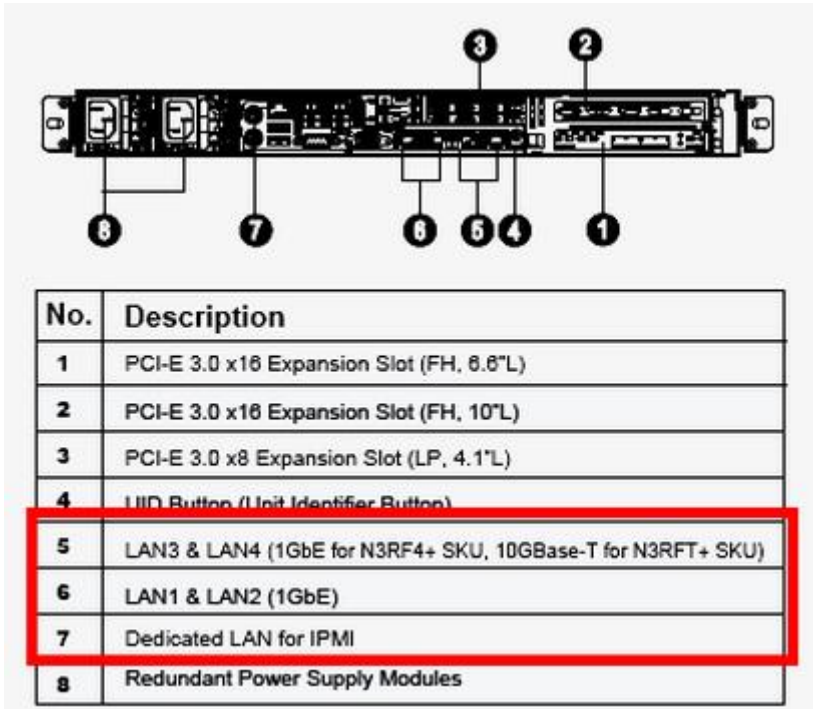 3 2
8 7 6 5 4 1
No. Description
1 PCI-E 3.0 x16 Expansion Slot (FH, 6.6"L)
2 PCI-E 3.0 x16 Expansion Slot (FH, 10"L)
3 PCI-E 3.0 x8 Expansion Slot (LP, 4.1"L)
4 UID Button (Unit Identifier Button)
5 LAN3 & LAN4 (1GbE for N3RF4+ SKU, 10GBase-T for N3RFT+ SKU)
6 LAN1 & LAN2 (1GbE)
7 Dedicated LAN for IPMI
8 Redundant Power Supply Modules